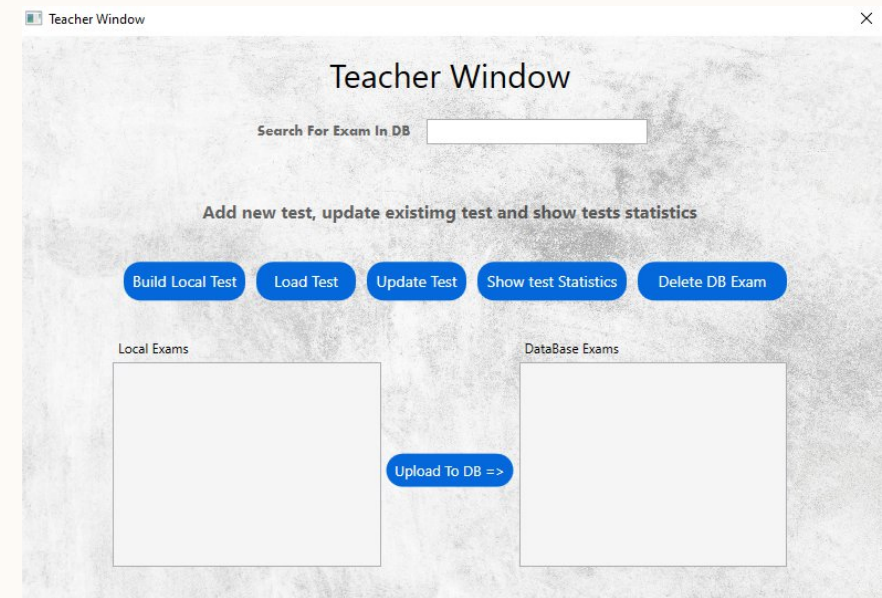 Teacher Window
Teacher Window
Search For Exam In DB
Add new test, update existimg test and show tests statistics
Build Local Test Load Test Update Test Show test Statistics Delete DB Exam
Local Exams DataBase Exams
Upload To DB =>